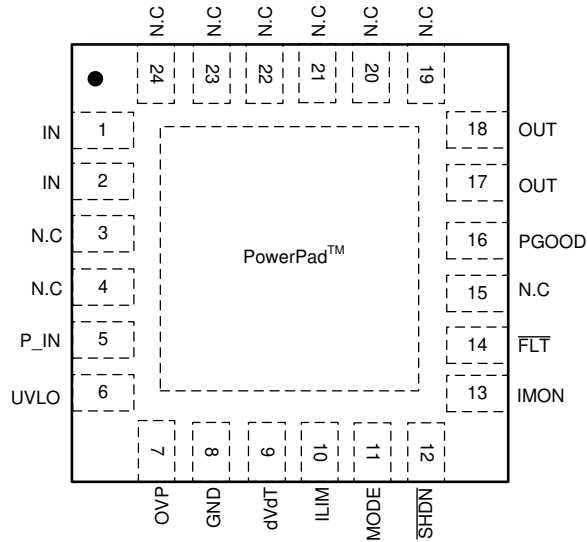 N.C N.C N.C N.C N.C N.C
24 23 22 21 20 19
IN 1
IN 2
N.C 3
N.C 4
P_IN 5
UVLO 6
PowerPad™
18 OUT
17 OUT
16 PGOOD
15 N.C
14 FLT
13 IMON
7 8 9 10 11 12
OVP GND dVdT ILIM MODE SHDN